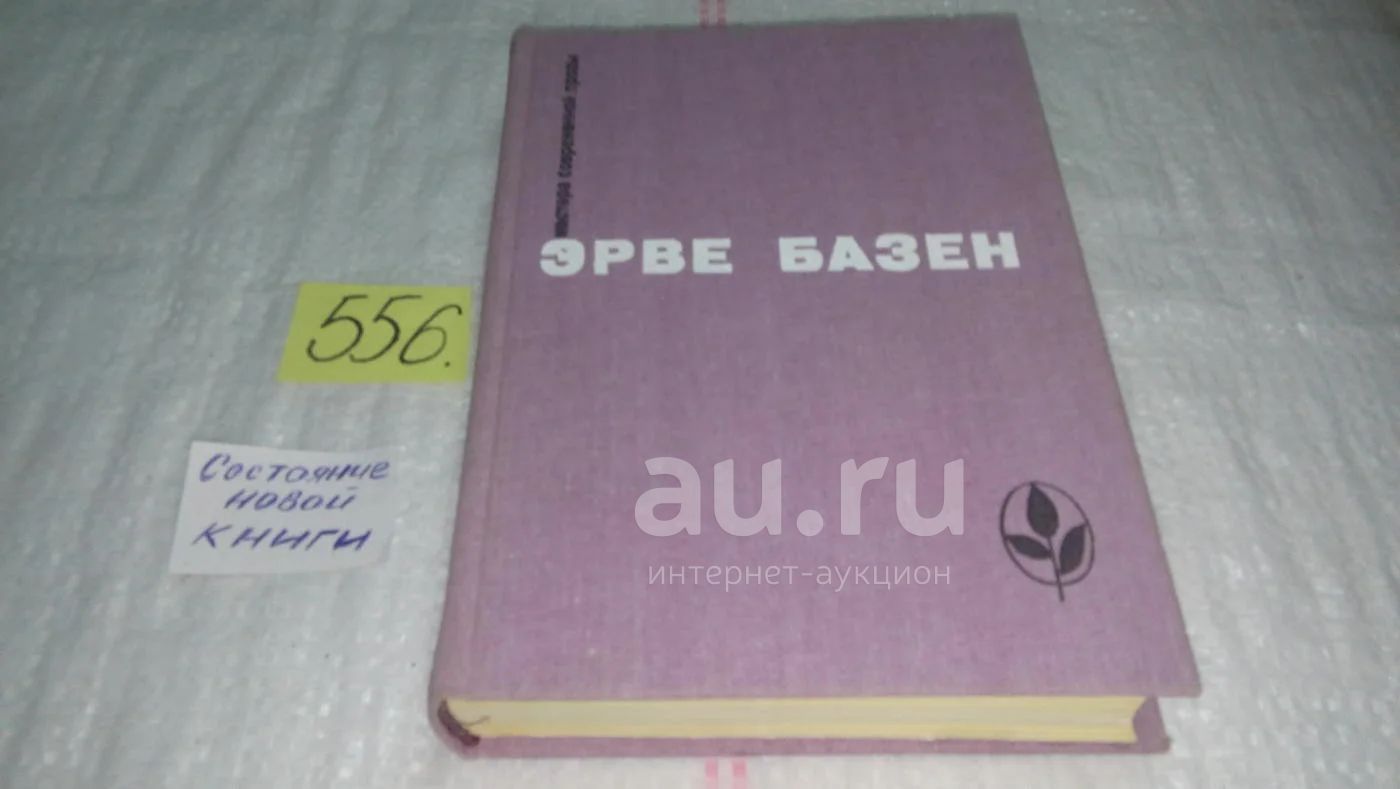 мастера современной прозы
ЭРВЕ БАЗЕН
556.
Состояние
новой
книги
au.ru
интернет-аукцион